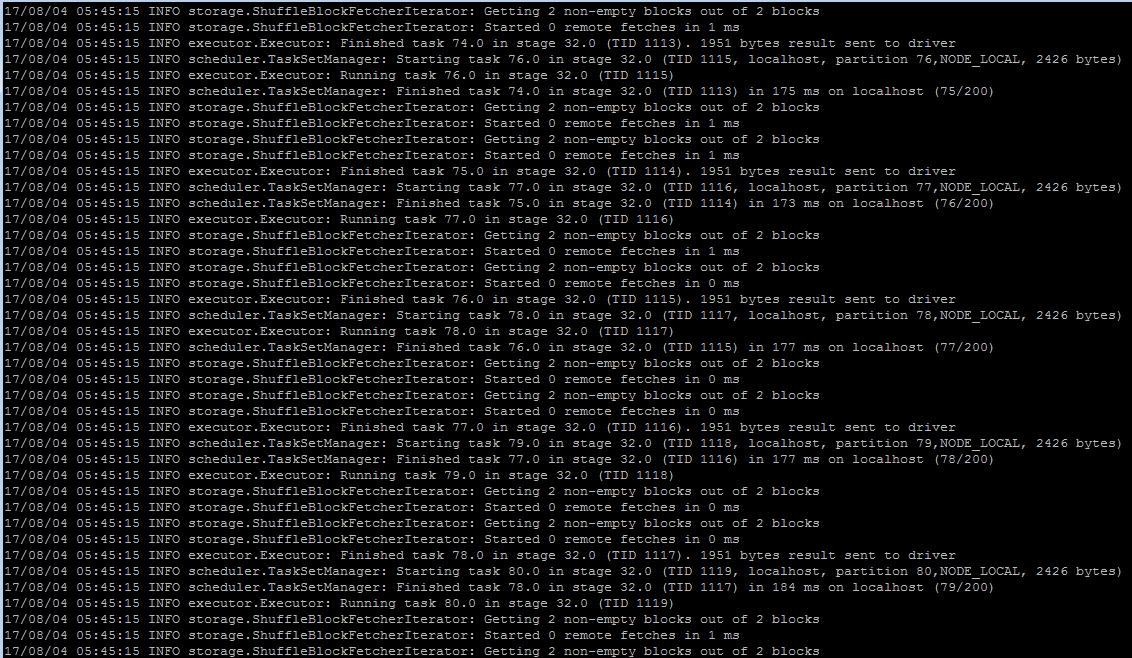 17/08/04 05:45:15 INFO storage.ShuffleBlockFetcherIterator: Getting 2 non-empty blocks out of 2 blocks
17/08/04 05:45:15 INFO storage.ShuffleBlockFetcherIterator: Started 0 remote fetches in 1 ms
17/08/04 05:45:15 INFO executor.Executor: Finished task 74.0 in stage 32.0 (TID 1113). 1951 bytes result sent to driver
17/08/04 05:45:15 INFO scheduler.TaskSetManager: Starting task 76.0 in stage 32.0 (TID 1115, localhost, partition 76,NODE_LOCAL, 2426 bytes)
17/08/04 05:45:15 INFO executor.Executor: Running task 76.0 in stage 32.0 (TID 1115)
17/08/04 05:45:15 INFO scheduler.TaskSetManager: Finished task 74.0 in stage 32.0 (TID 1113) in 175 ms on localhost (75/200)
17/08/04 05:45:15 INFO storage.ShuffleBlockFetcherIterator: Getting 2 non-empty blocks out of 2 blocks
17/08/04 05:45:15 INFO storage.ShuffleBlockFetcherIterator: Started 0 remote fetches in 1 ms
17/08/04 05:45:15 INFO storage.ShuffleBlockFetcherIterator: Getting 2 non-empty blocks out of 2 blocks
17/08/04 05:45:15 INFO storage.ShuffleBlockFetcherIterator: Started 0 remote fetches in 1 ms
17/08/04 05:45:15 INFO executor.Executor: Finished task 75.0 in stage 32.0 (TID 1114). 1951 bytes result sent to driver
17/08/04 05:45:15 INFO scheduler.TaskSetManager: Starting task 77.0 in stage 32.0 (TID 1116, localhost, partition 77,NODE_LOCAL, 2426 bytes)
17/08/04 05:45:15 INFO scheduler.TaskSetManager: Finished task 75.0 in stage 32.0 (TID 1114) in 173 ms on localhost (76/200)
17/08/04 05:45:15 INFO executor.Executor: Running task 77.0 in stage 32.0 (TID 1116)
17/08/04 05:45:15 INFO storage.ShuffleBlockFetcherIterator: Getting 2 non-empty blocks out of 2 blocks
17/08/04 05:45:15 INFO storage.ShuffleBlockFetcherIterator: Started 0 remote fetches in 1 ms
17/08/04 05:45:15 INFO storage.ShuffleBlockFetcherIterator: Getting 2 non-empty blocks out of 2 blocks
17/08/04 05:45:15 INFO storage.ShuffleBlockFetcherIterator: Started 0 remote fetches in 0 ms
17/08/04 05:45:15 INFO executor.Executor: Finished task 76.0 in stage 32.0 (TID 1115). 1951 bytes result sent to driver
17/08/04 05:45:15 INFO scheduler.TaskSetManager: Starting task 78.0 in stage 32.0 (TID 1117, localhost, partition 78,NODE_LOCAL, 2426 bytes)
17/08/04 05:45:15 INFO executor.Executor: Running task 78.0 in stage 32.0 (TID 1117)
17/08/04 05:45:15 INFO scheduler.TaskSetManager: Finished task 76.0 in stage 32.0 (TID 1115) in 177 ms on localhost (77/200)
17/08/04 05:45:15 INFO storage.ShuffleBlockFetcherIterator: Getting 2 non-empty blocks out of 2 blocks
17/08/04 05:45:15 INFO storage.ShuffleBlockFetcherIterator: Started 0 remote fetches in 0 ms
17/08/04 05:45:15 INFO storage.ShuffleBlockFetcherIterator: Getting 2 non-empty blocks out of 2 blocks
17/08/04 05:45:15 INFO storage.ShuffleBlockFetcherIterator: Started 0 remote fetches in 0 ms
17/08/04 05:45:15 INFO executor.Executor: Finished task 77.0 in stage 32.0 (TID 1116). 1951 bytes result sent to driver
17/08/04 05:45:15 INFO scheduler.TaskSetManager: Starting task 79.0 in stage 32.0 (TID 1118, localhost, partition 79,NODE_LOCAL, 2426 bytes)
17/08/04 05:45:15 INFO scheduler.TaskSetManager: Finished task 77.0 in stage 32.0 (TID 1116) in 177 ms on localhost (78/200)
17/08/04 05:45:15 INFO executor.Executor: Running task 79.0 in stage 32.0 (TID 1118)
17/08/04 05:45:15 INFO storage.ShuffleBlockFetcherIterator: Getting 2 non-empty blocks out of 2 blocks
17/08/04 05:45:15 INFO storage.ShuffleBlockFetcherIterator: Started 0 remote fetches in 0 ms
17/08/04 05:45:15 INFO storage.ShuffleBlockFetcherIterator: Getting 2 non-empty blocks out of 2 blocks
17/08/04 05:45:15 INFO storage.ShuffleBlockFetcherIterator: Started 0 remote fetches in 0 ms
17/08/04 05:45:15 INFO executor.Executor: Finished task 78.0 in stage 32.0 (TID 1117). 1951 bytes result sent to driver
17/08/04 05:45:15 INFO scheduler.TaskSetManager: Starting task 80.0 in stage 32.0 (TID 1119, localhost, partition 80,NODE_LOCAL, 2426 bytes)
17/08/04 05:45:15 INFO scheduler.TaskSetManager: Finished task 78.0 in stage 32.0 (TID 1117) in 184 ms on localhost (79/200)
17/08/04 05:45:15 INFO executor.Executor: Running task 80.0 in stage 32.0 (TID 1119)
17/08/04 05:45:15 INFO storage.ShuffleBlockFetcherIterator: Getting 2 non-empty blocks out of 2 blocks
17/08/04 05:45:15 INFO storage.ShuffleBlockFetcherIterator: Started 0 remote fetches in 1 ms
17/08/04 05:45:15 INFO storage.ShuffleBlockFetcherIterator: Getting 2 non-empty blocks out of 2 blocks